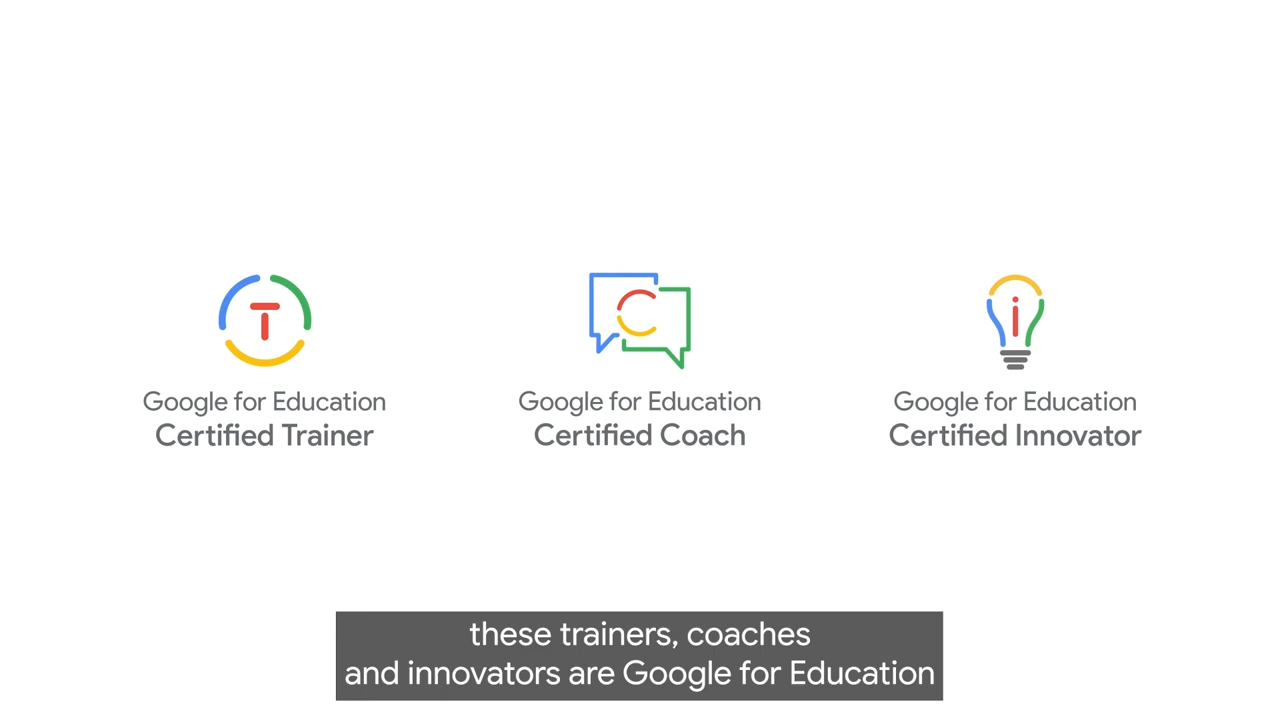 T
Google for Education
Certified Trainer
C
Google for Education
Certified Coach
i
Google for Education
Certified Innovator
these trainers, coaches
and innovators are Google for Education